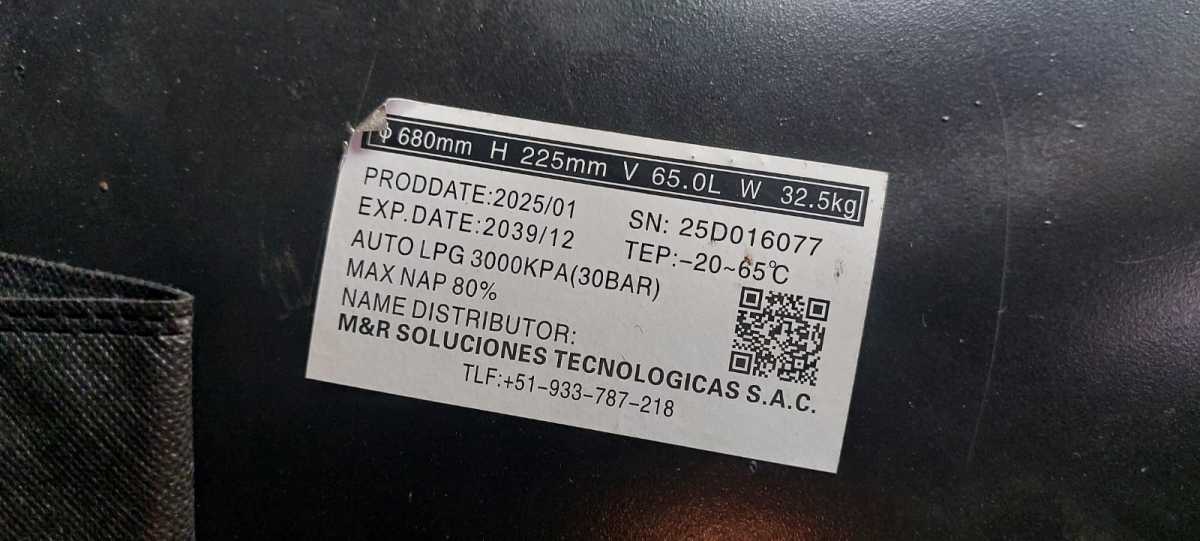 φ 680mm H 225mm V 65.0L W 32.5kg
PRODDATE:2025/01
SN: 25D016077
EXP.DATE:2039/12
TEP:-20~65℃
AUTO LPG 3000KPA(30BAR)
MAX NAP 80%
NAME DISTRIBUTOR:
M&R SOLUCIONES TECNOLOGICAS S.A.C.
TLF:+51-933-787-218